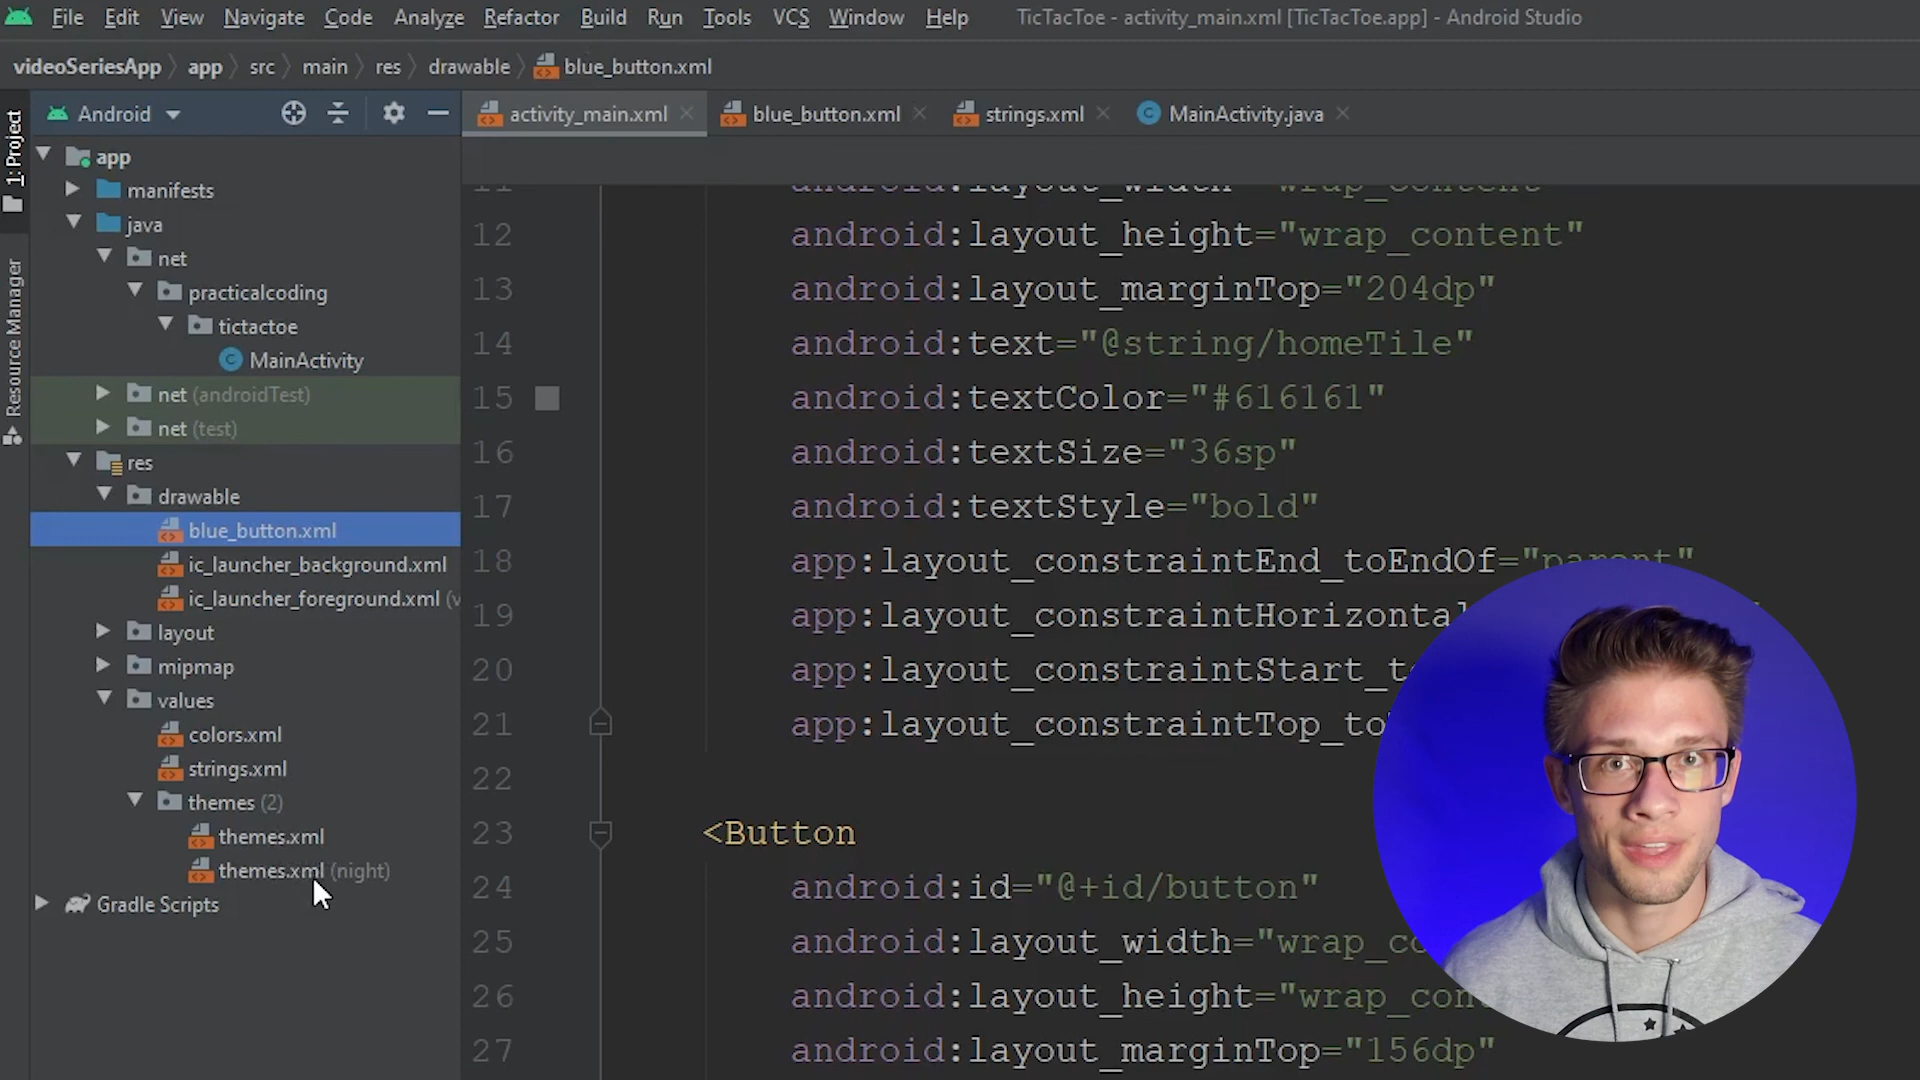 File Edit View Navigate Code Analyze Refactor Build Run Tools VCS Window Help TicTacToe - activity_main.xml [TicTacToe.app] - Android Studio
videoSeriesApp app src main res drawable blue_button.xml
1: Project
Resource Manager
Android
activity_main.xml blue_button.xml strings.xml MainActivity.java
app
manifests
java
net
practicalcoding
tictactoe
MainActivity
net (androidTest)
net (test)
res
drawable
blue_button.xml
ic_launcher_background.xml
ic_launcher_foreground.xml (v
layout
mipmap
values
colors.xml
strings.xml
themes (2)
themes.xml
themes.xml (night)
Gradle Scripts
11 android:layout_width="wrap_content"
12 android:layout_height="wrap_content"
13 android:layout_marginTop="204dp"
14 android:text="@string/homeTile"
15 android:textColor="#616161"
16 android:textSize="36sp"
17 android:textStyle="bold"
18 app:layout_constraintEnd_toEndOf="parent"
19 app:layout_constraintHorizonta
20 app:layout_constraintStart_t
21 app:layout_constraintTop_to
22
23 <Button
24 android:id="@+id/button"
25 android:layout_width="wrap_co
26 android:layout_height="wrap_con
27 android:layout_marginTop="156dp"